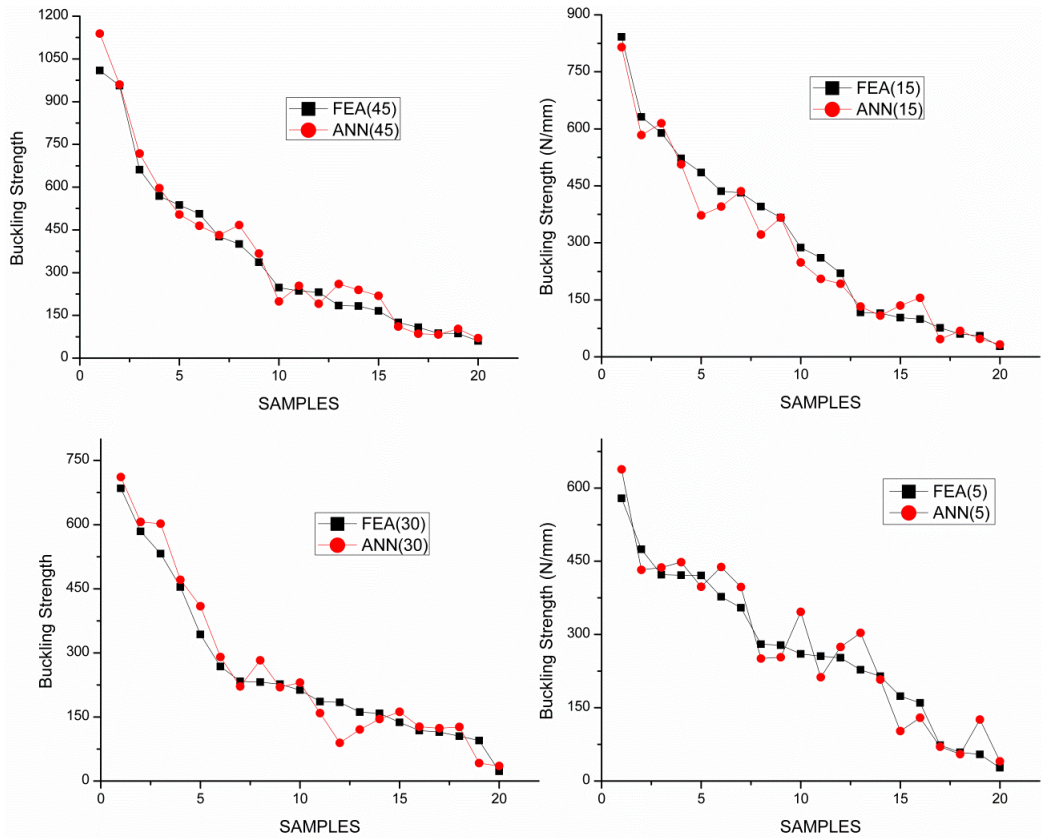 1200
1050
900
750
600
450
300
150
0
Buckling Strength
FEA(45)
ANN(45)
0 5 10 15 20
SAMPLES
900
750
600
450
300
150
0
Buckling Strength (N/mm)
FEA(15)
ANN(15)
0 5 10 15 20
SAMPLES
750
600
450
300
150
0
Buckling Strength
FEA(30)
ANN(30)
0 5 10 15 20
SAMPLES
600
450
300
150
0
Buckling Strength (N/mm)
FEA(5)
ANN(5)
0 5 10 15 20
SAMPLES